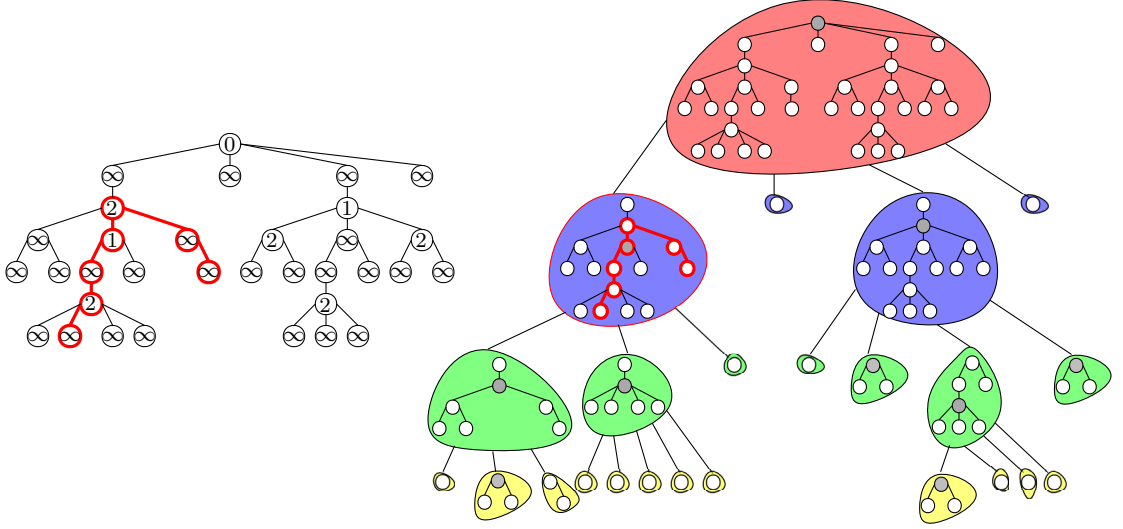 0
∞ ∞ ∞ ∞
2 1
∞ 1 ∞ 2 ∞ 2
∞ ∞ ∞ ∞ ∞ ∞ ∞ ∞ ∞ ∞ ∞
2 2
∞ ∞ ∞ ∞ ∞ ∞ ∞